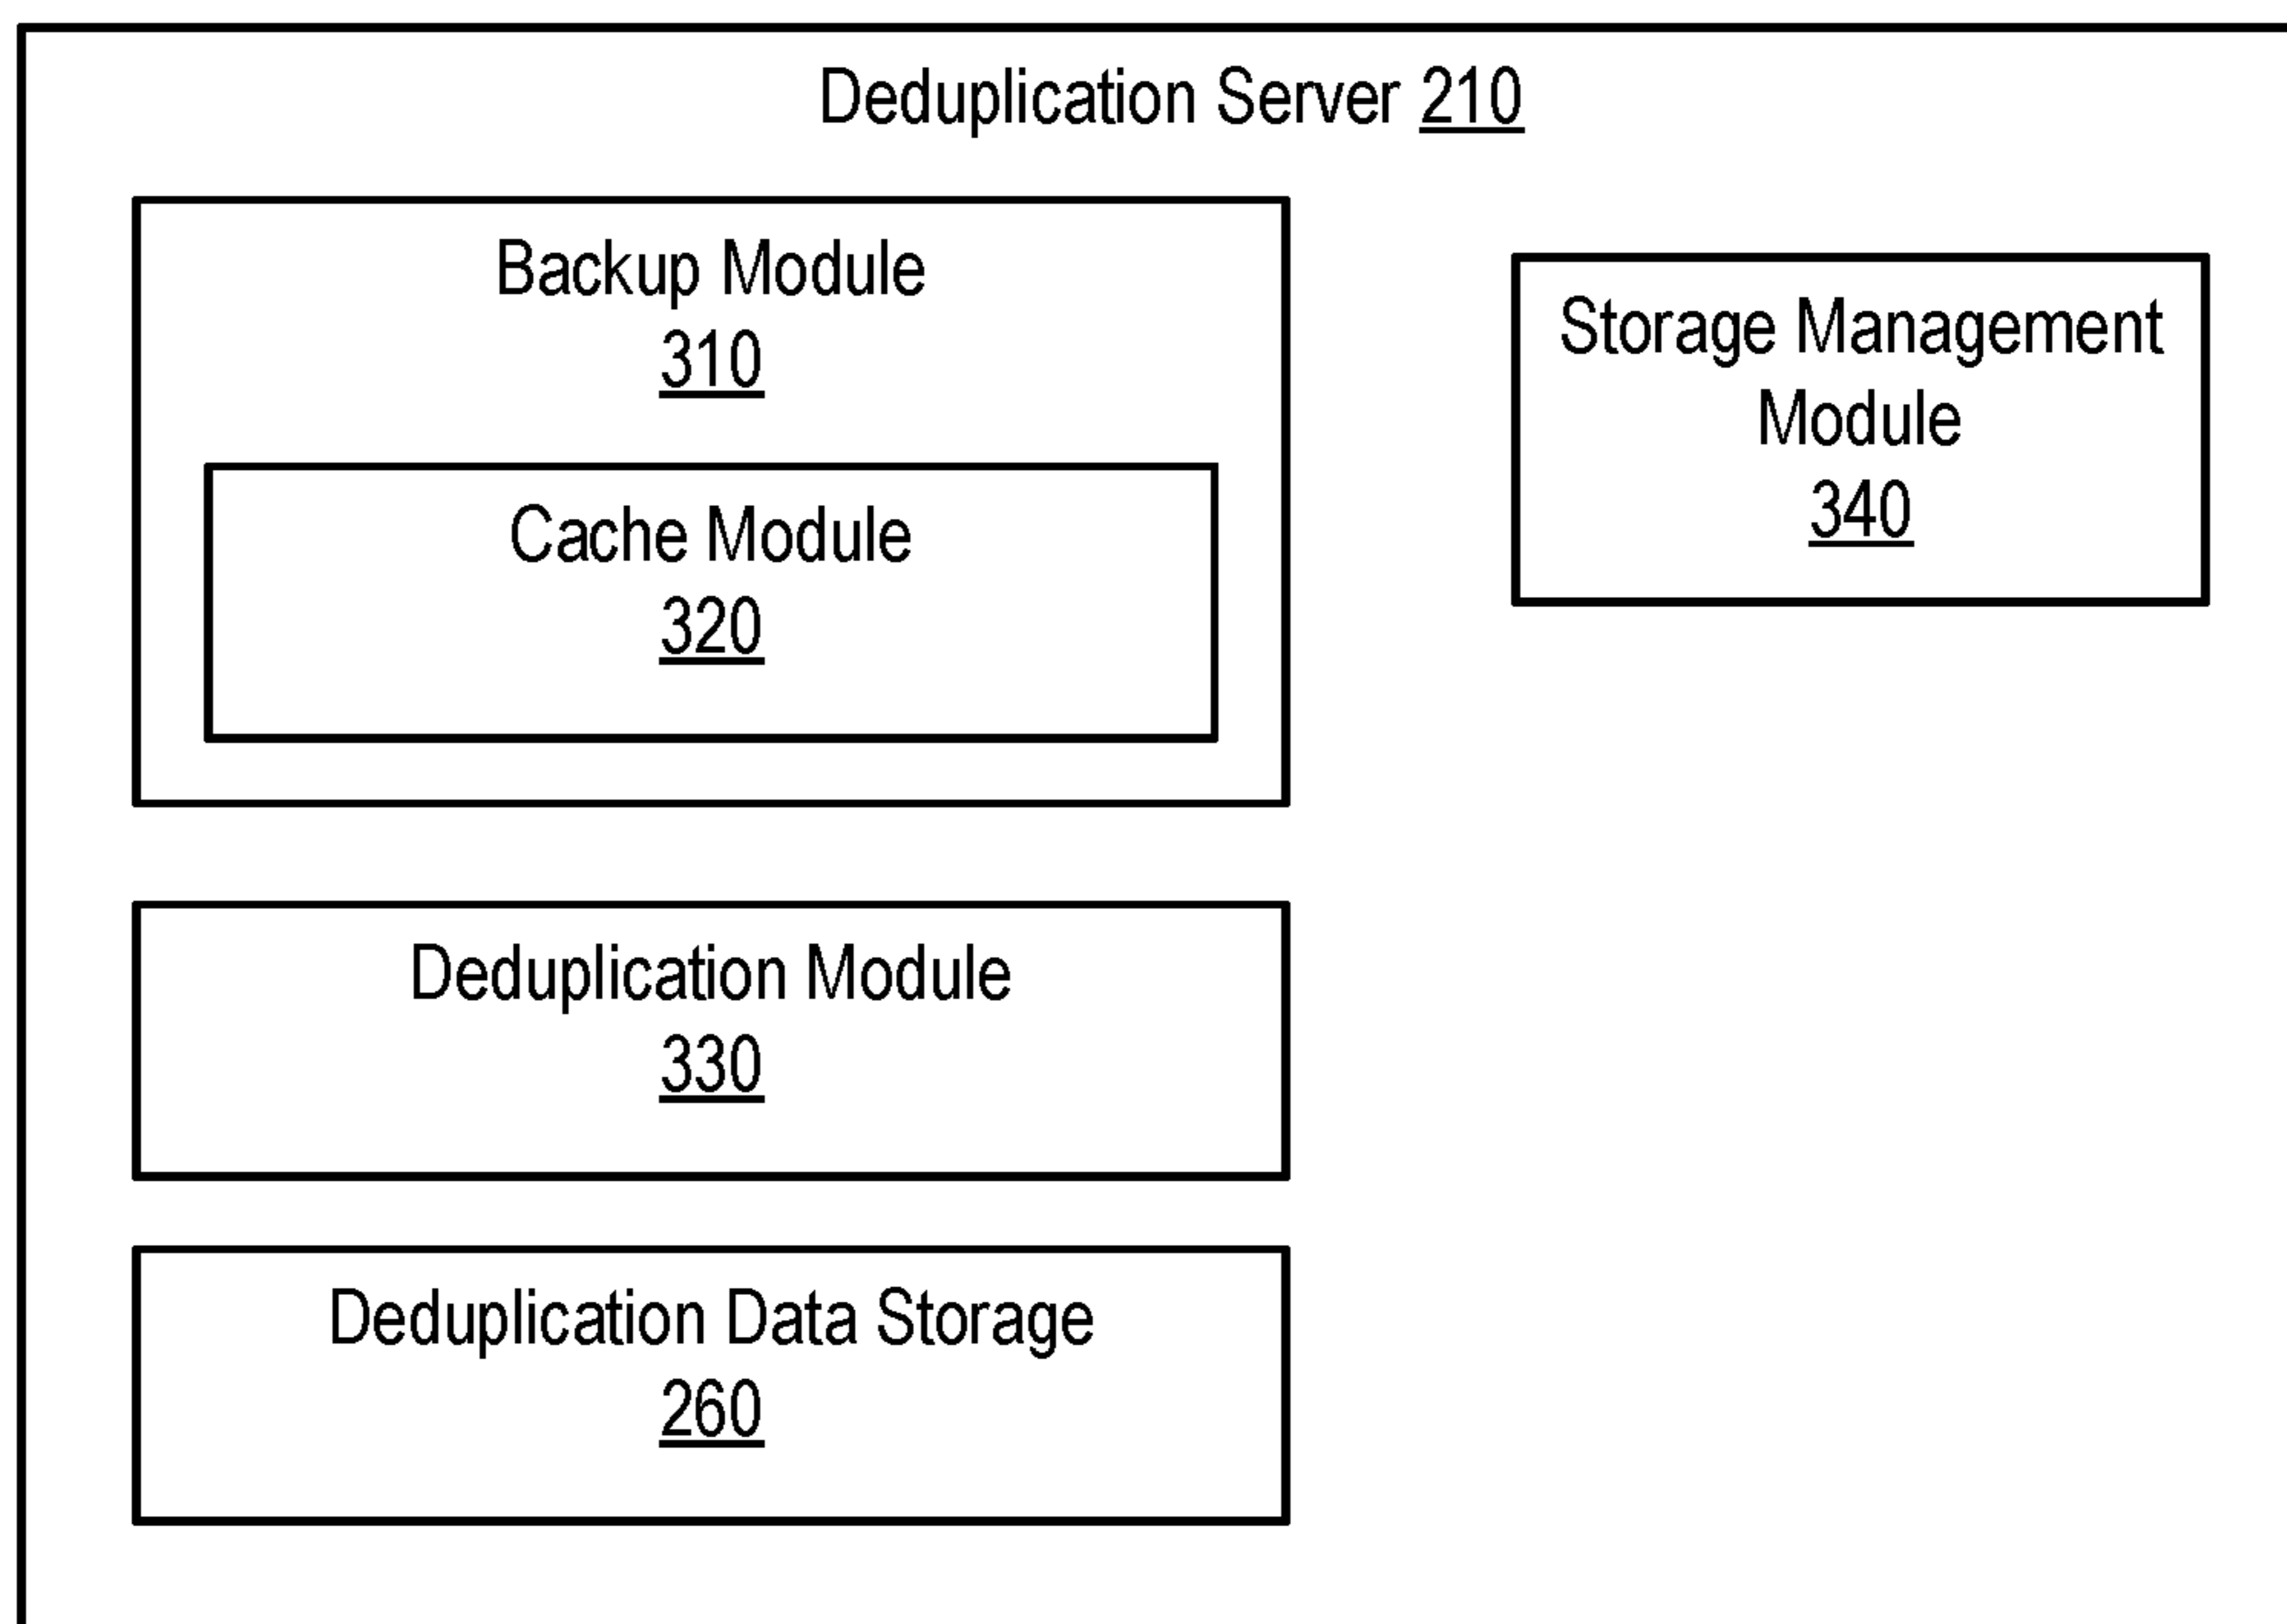 Deduplication Server 210
Backup Module
310
Cache Module
320
Storage Management
Module
340
Deduplication Module
330
Deduplication Data Storage
260